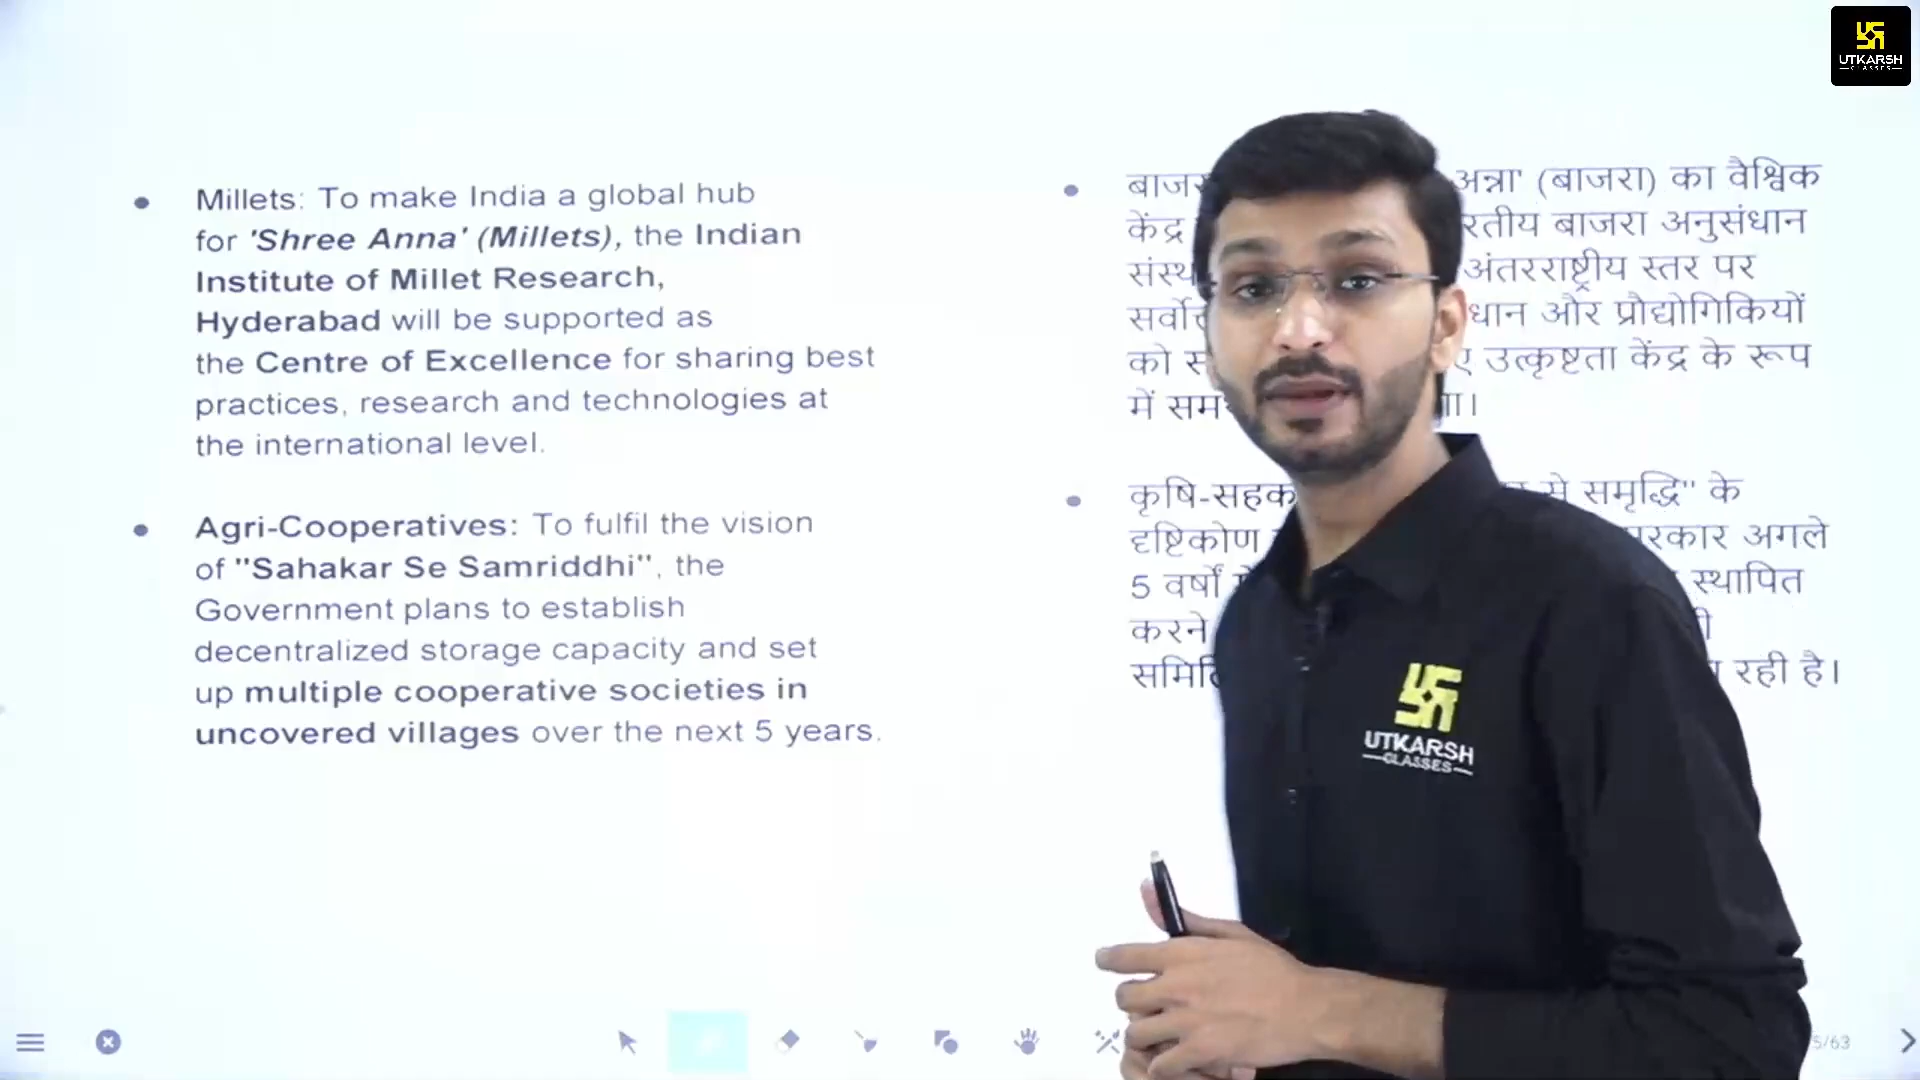 UTKARSH
CLASSES
Millets: To make India a global hub
for 'Shree Anna' (Millets), the Indian
Institute of Millet Research,
Hyderabad will be supported as
the Centre of Excellence for sharing best
practices, research and technologies at
the international level.
Agri-Cooperatives: To fulfil the vision
of "Sahakar Se Samriddhi", the
Government plans to establish
decentralized storage capacity and set
up multiple cooperative societies in
uncovered villages over the next 5 years.
अन्ना' (बाजरा) का वैश्विक
केंद्र बाजरा अनुसंधान
अंतरराष्ट्रीय स्तर पर
और प्रौद्योगिकियों
को उत्कृष्टता केंद्र के रूप
में
से समृद्धि" के
दृष्टिकोण अगले
5 वर्षों स्थापित
करने
रही है।
UTKARSH
CLASSES
/63